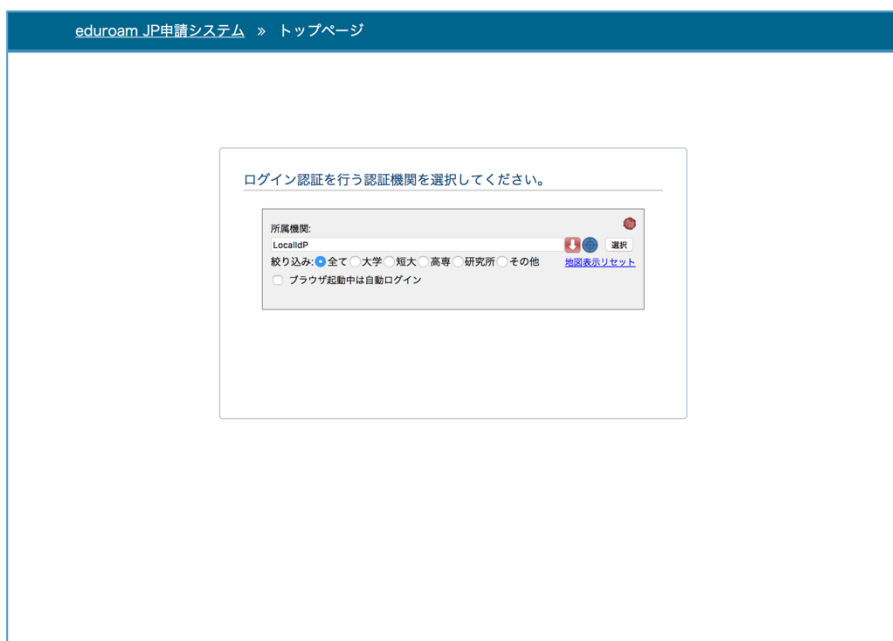 eduroam JP申請システム » トップページ
ログイン認証を行う認証機関を選択してください。
所属機関:
LocalIdP 選択
絞り込み: 全て 大学 短大 高専 研究所 その他 地図表示リセット
ブラウザ起動中は自動ログイン